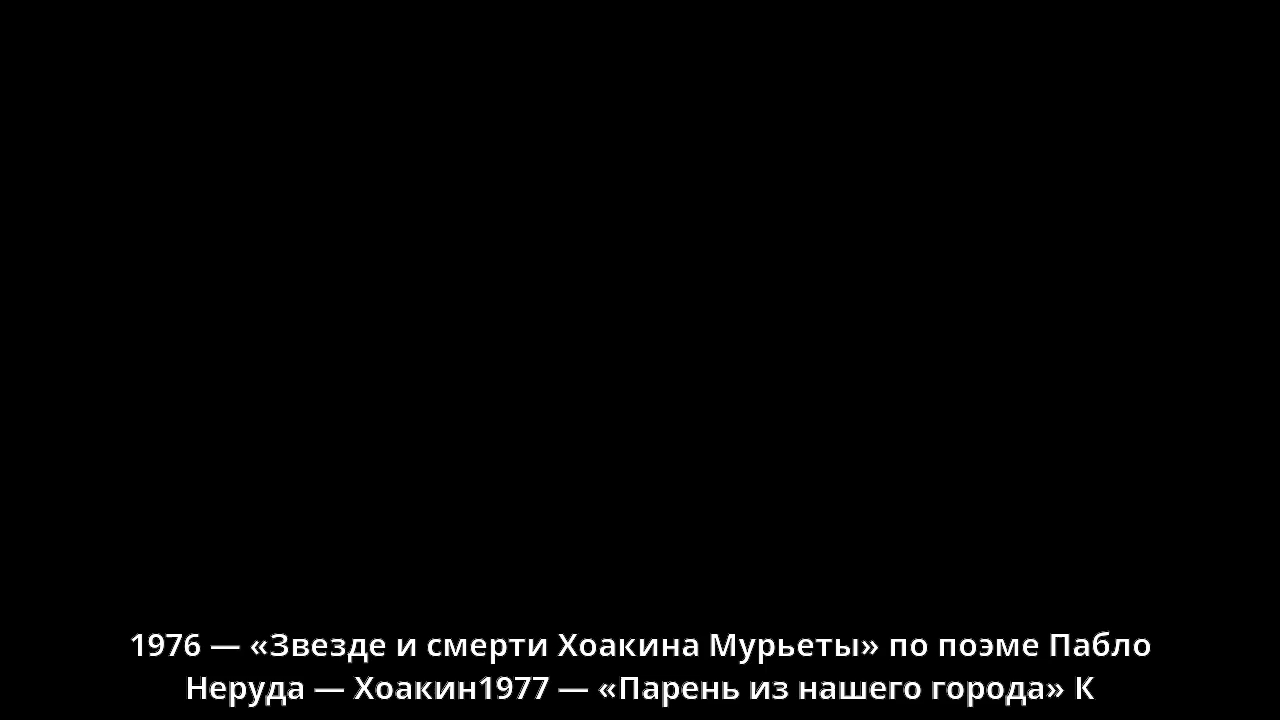 1976 — «Звезде и смерти Хоакина Мурьеты» по поэме Пабло
Неруда — Хоакин1977 — «Парень из нашего города» К